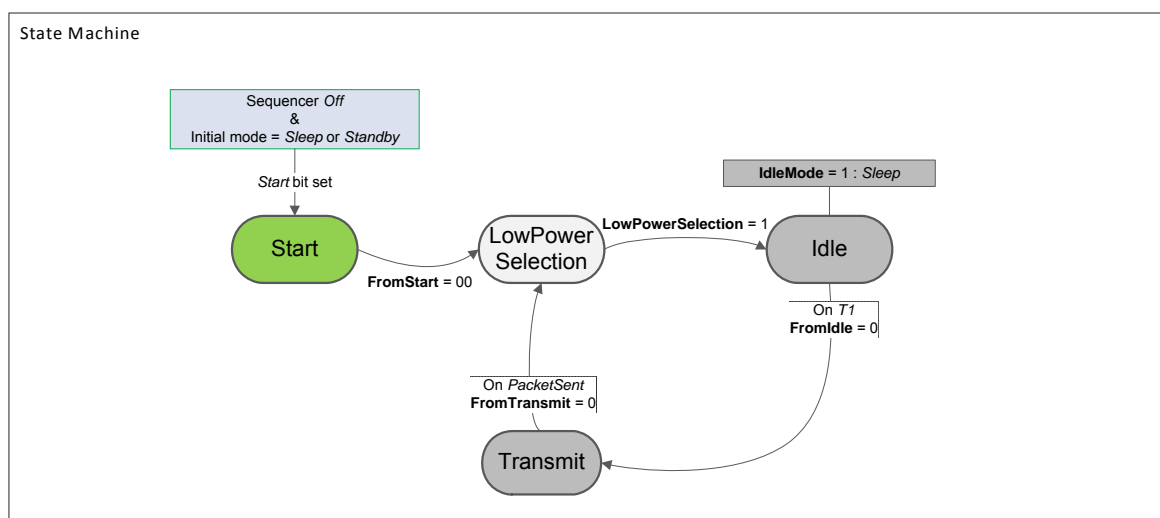 State Machine
Sequencer Off
&
Initial mode = Sleep or Standby
Start bit set
IdleMode = 1 : Sleep
Start
FromStart = 00
LowPower
Selection
LowPowerSelection = 1
Idle
On T1
FromIdle = 0
On PacketSent
FromTransmit = 0
Transmit